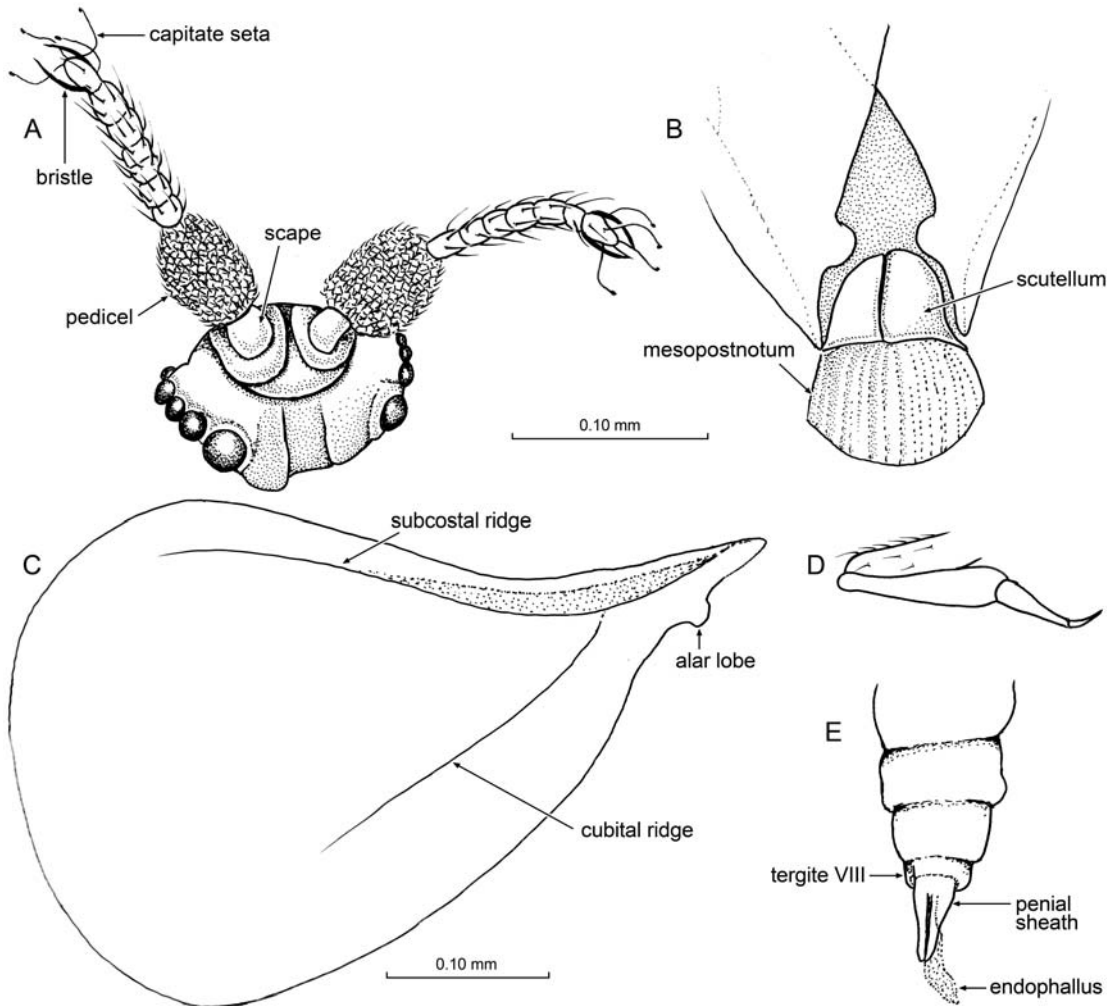 capitate seta
A
B
bristle
scape
scutellum
pedicel
mesopostnotum
0.10 mm
subcostal ridge
C
D
alar lobe
E
cubital ridge
tergite VIII
penial
sheath
0.10 mm
endophallus